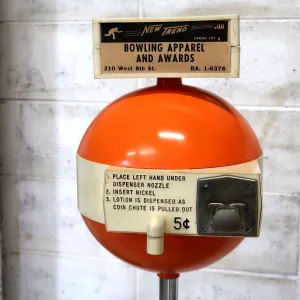 New Trend
KANSAS CITY
BOWLING APPAREL
AND AWARDS
210 West 8th St. BA. 1-6376
1. PLACE LEFT HAND UNDER
DISPENSER NOZZLE
2. INSERT NICKEL
3. LOTION IS DISPENSED AS
COIN CHUTE IS PULLED OUT
5¢